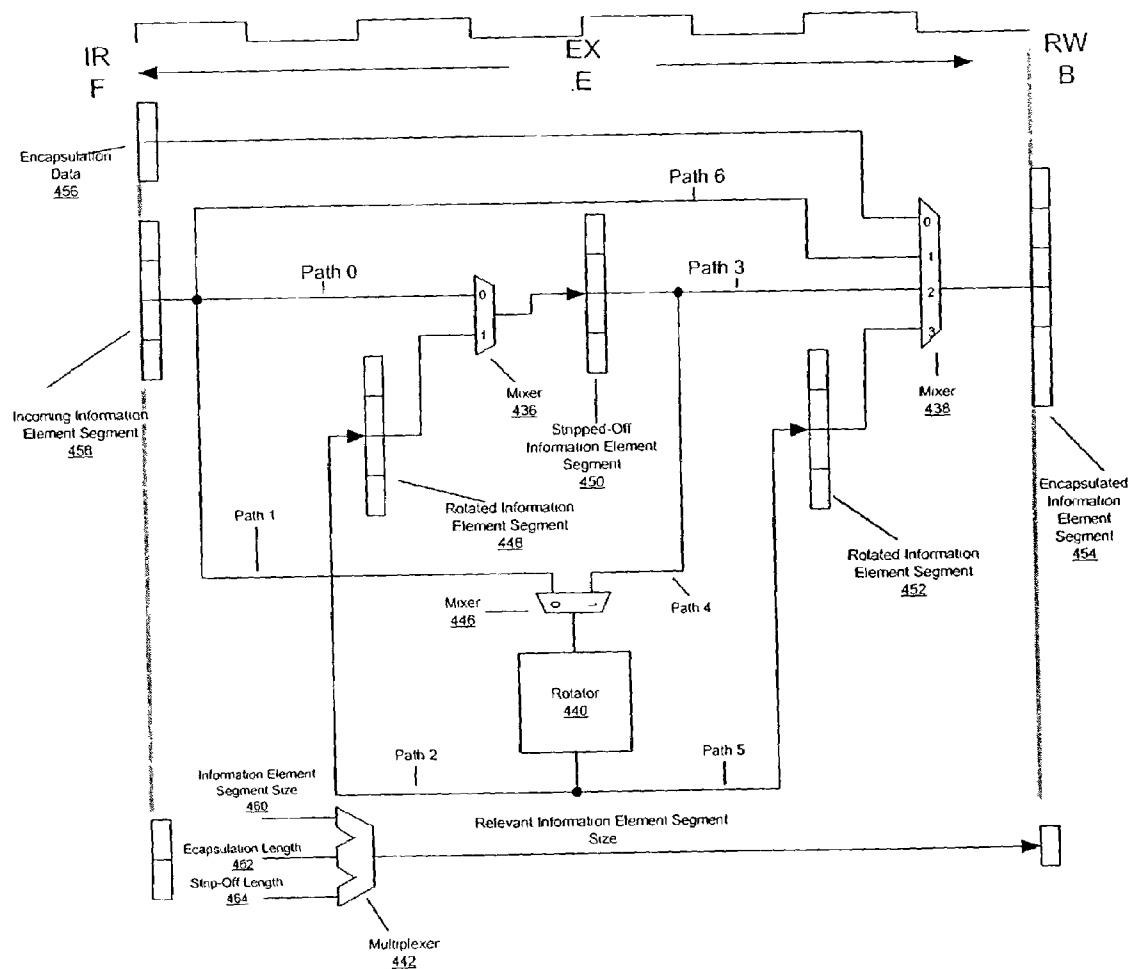 IR
F
EX
.E
RW
B
Encapsulation
Data
456
Path 6
0
1
2
3
Path 0
0
1
Path 3
Mixer
436
Mixer
438
Incoming Information
Element Segment
458
Stripped-Off
Information Element
Segment
450
Rotated Information
Element Segment
448
Encapsulated
Information
Element
Segment
454
Rotated Information
Element Segment
452
Path 1
Mixer
446
0
1
Path 4
Rotator
440
Path 2
Path 5
Information Element
Segment Size
460
Relevant Information Element Segment
Size
Ecapsulation Length
462
Strip-Off Length
464
Multiplexer
442